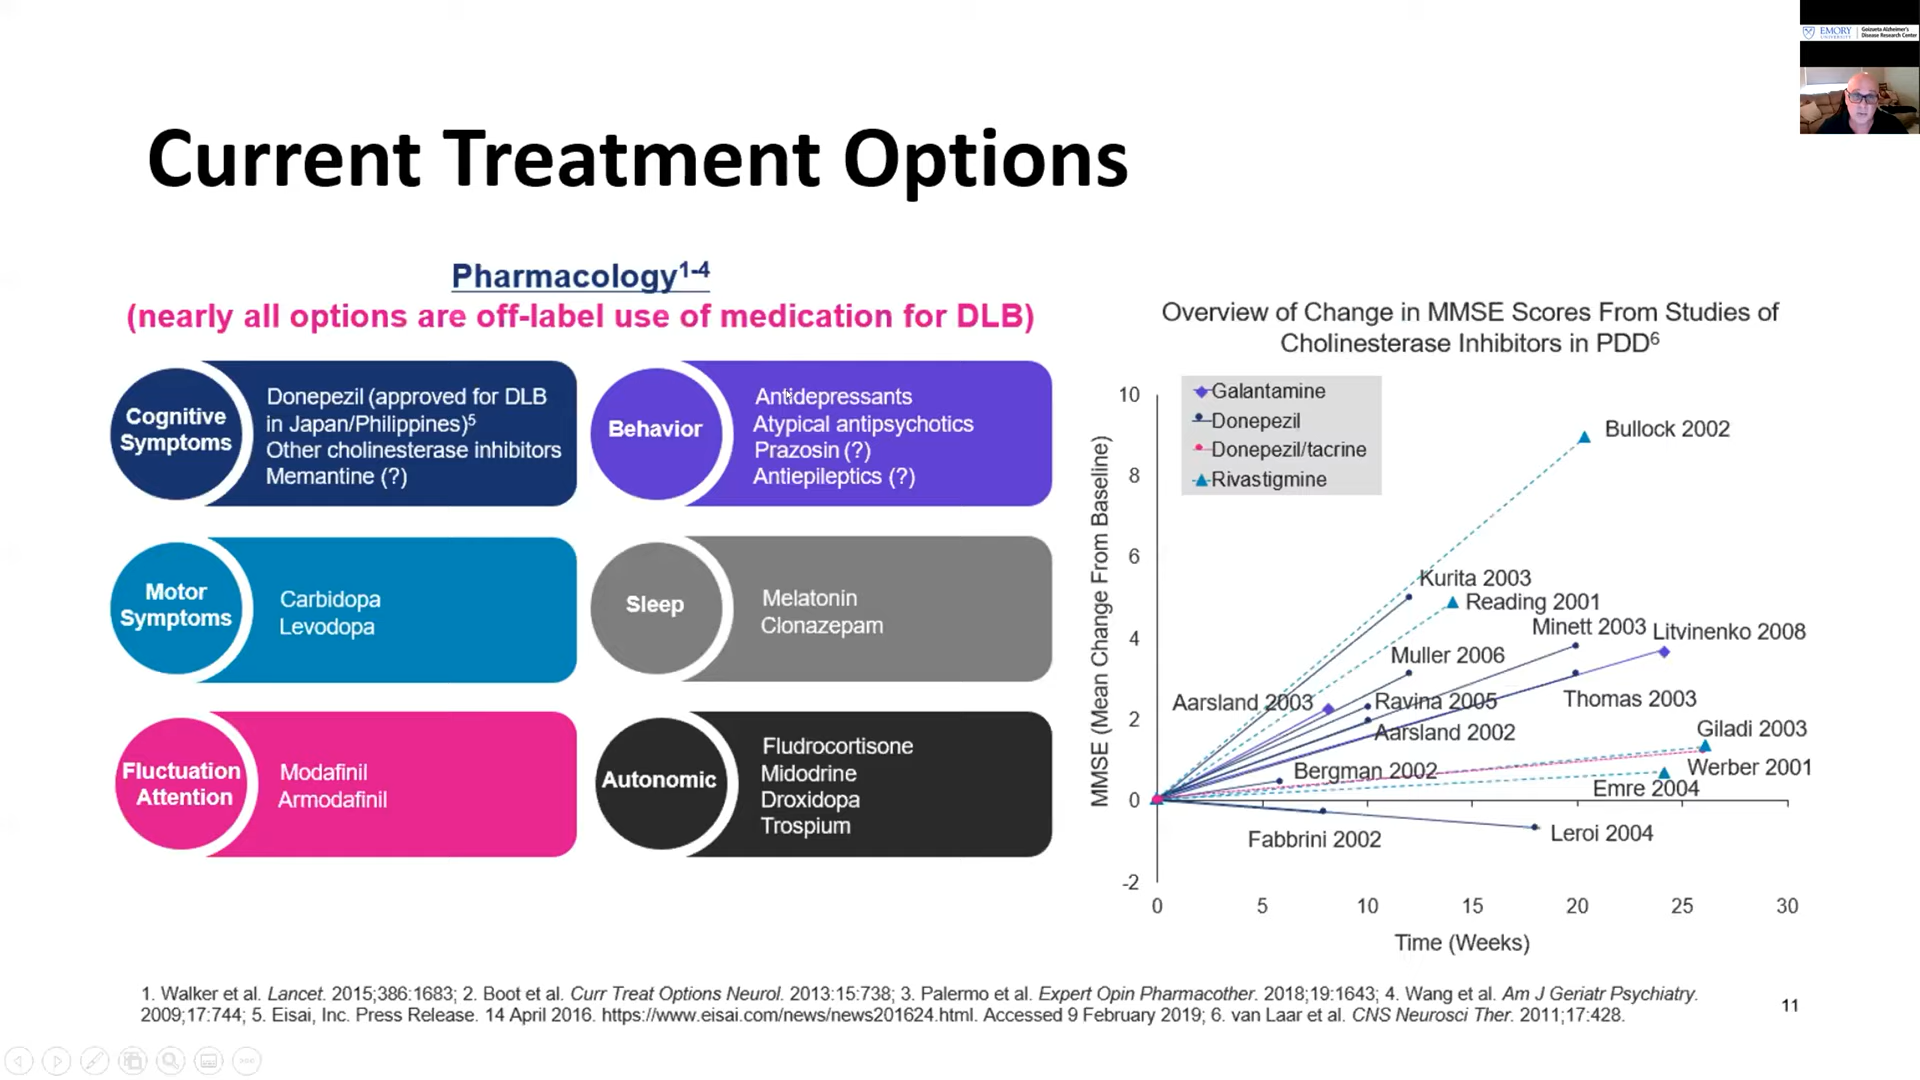 EMORY
UNIVERSITY
Goizueta Alzheimer's
Disease Research Center
Current Treatment Options
Pharmacology1-4
(nearly all options are off-label use of medication for DLB)
Cognitive
Symptoms
Donepezil (approved for DLB
in Japan/Philippines)5
Other cholinesterase inhibitors
Memantine (?)
Behavior
Antidepressants
Atypical antipsychotics
Prazosin (?)
Antiepileptics (?)
Motor
Symptoms
Carbidopa
Levodopa
Sleep
Melatonin
Clonazepam
Fluctuation
Attention
Modafinil
Armodafinil
Autonomic
Fludrocortisone
Midodrine
Droxidopa
Trospium
Overview of Change in MMSE Scores From Studies of
Cholinesterase Inhibitors in PDD6
Galantamine
Donepezil
Donepezil/tacrine
Rivastigmine
MMSE (Mean Change From Baseline)
10
8
6
4
2
0
-2
Bullock 2002
Kurita 2003
Reading 2001
Minett 2003
Litvinenko 2008
Muller 2006
Aarsland 2003
Ravina 2005
Thomas 2003
Aarsland 2002
Giladi 2003
Bergman 2002
Werber 2001
Emre 2004
Fabbrini 2002
Leroi 2004
0 5 10 15 20 25 30
Time (Weeks)
1. Walker et al. Lancet. 2015;386:1683; 2. Boot et al. Curr Treat Options Neurol. 2013:15:738; 3. Palermo et al. Expert Opin Pharmacother. 2018;19:1643; 4. Wang et al. Am J Geriatr Psychiatry.
2009;17:744; 5. Eisai, Inc. Press Release. 14 April 2016. https://www.eisai.com/news/news201624.html. Accessed 9 February 2019; 6. van Laar et al. CNS Neurosci Ther. 2011;17:428.
11